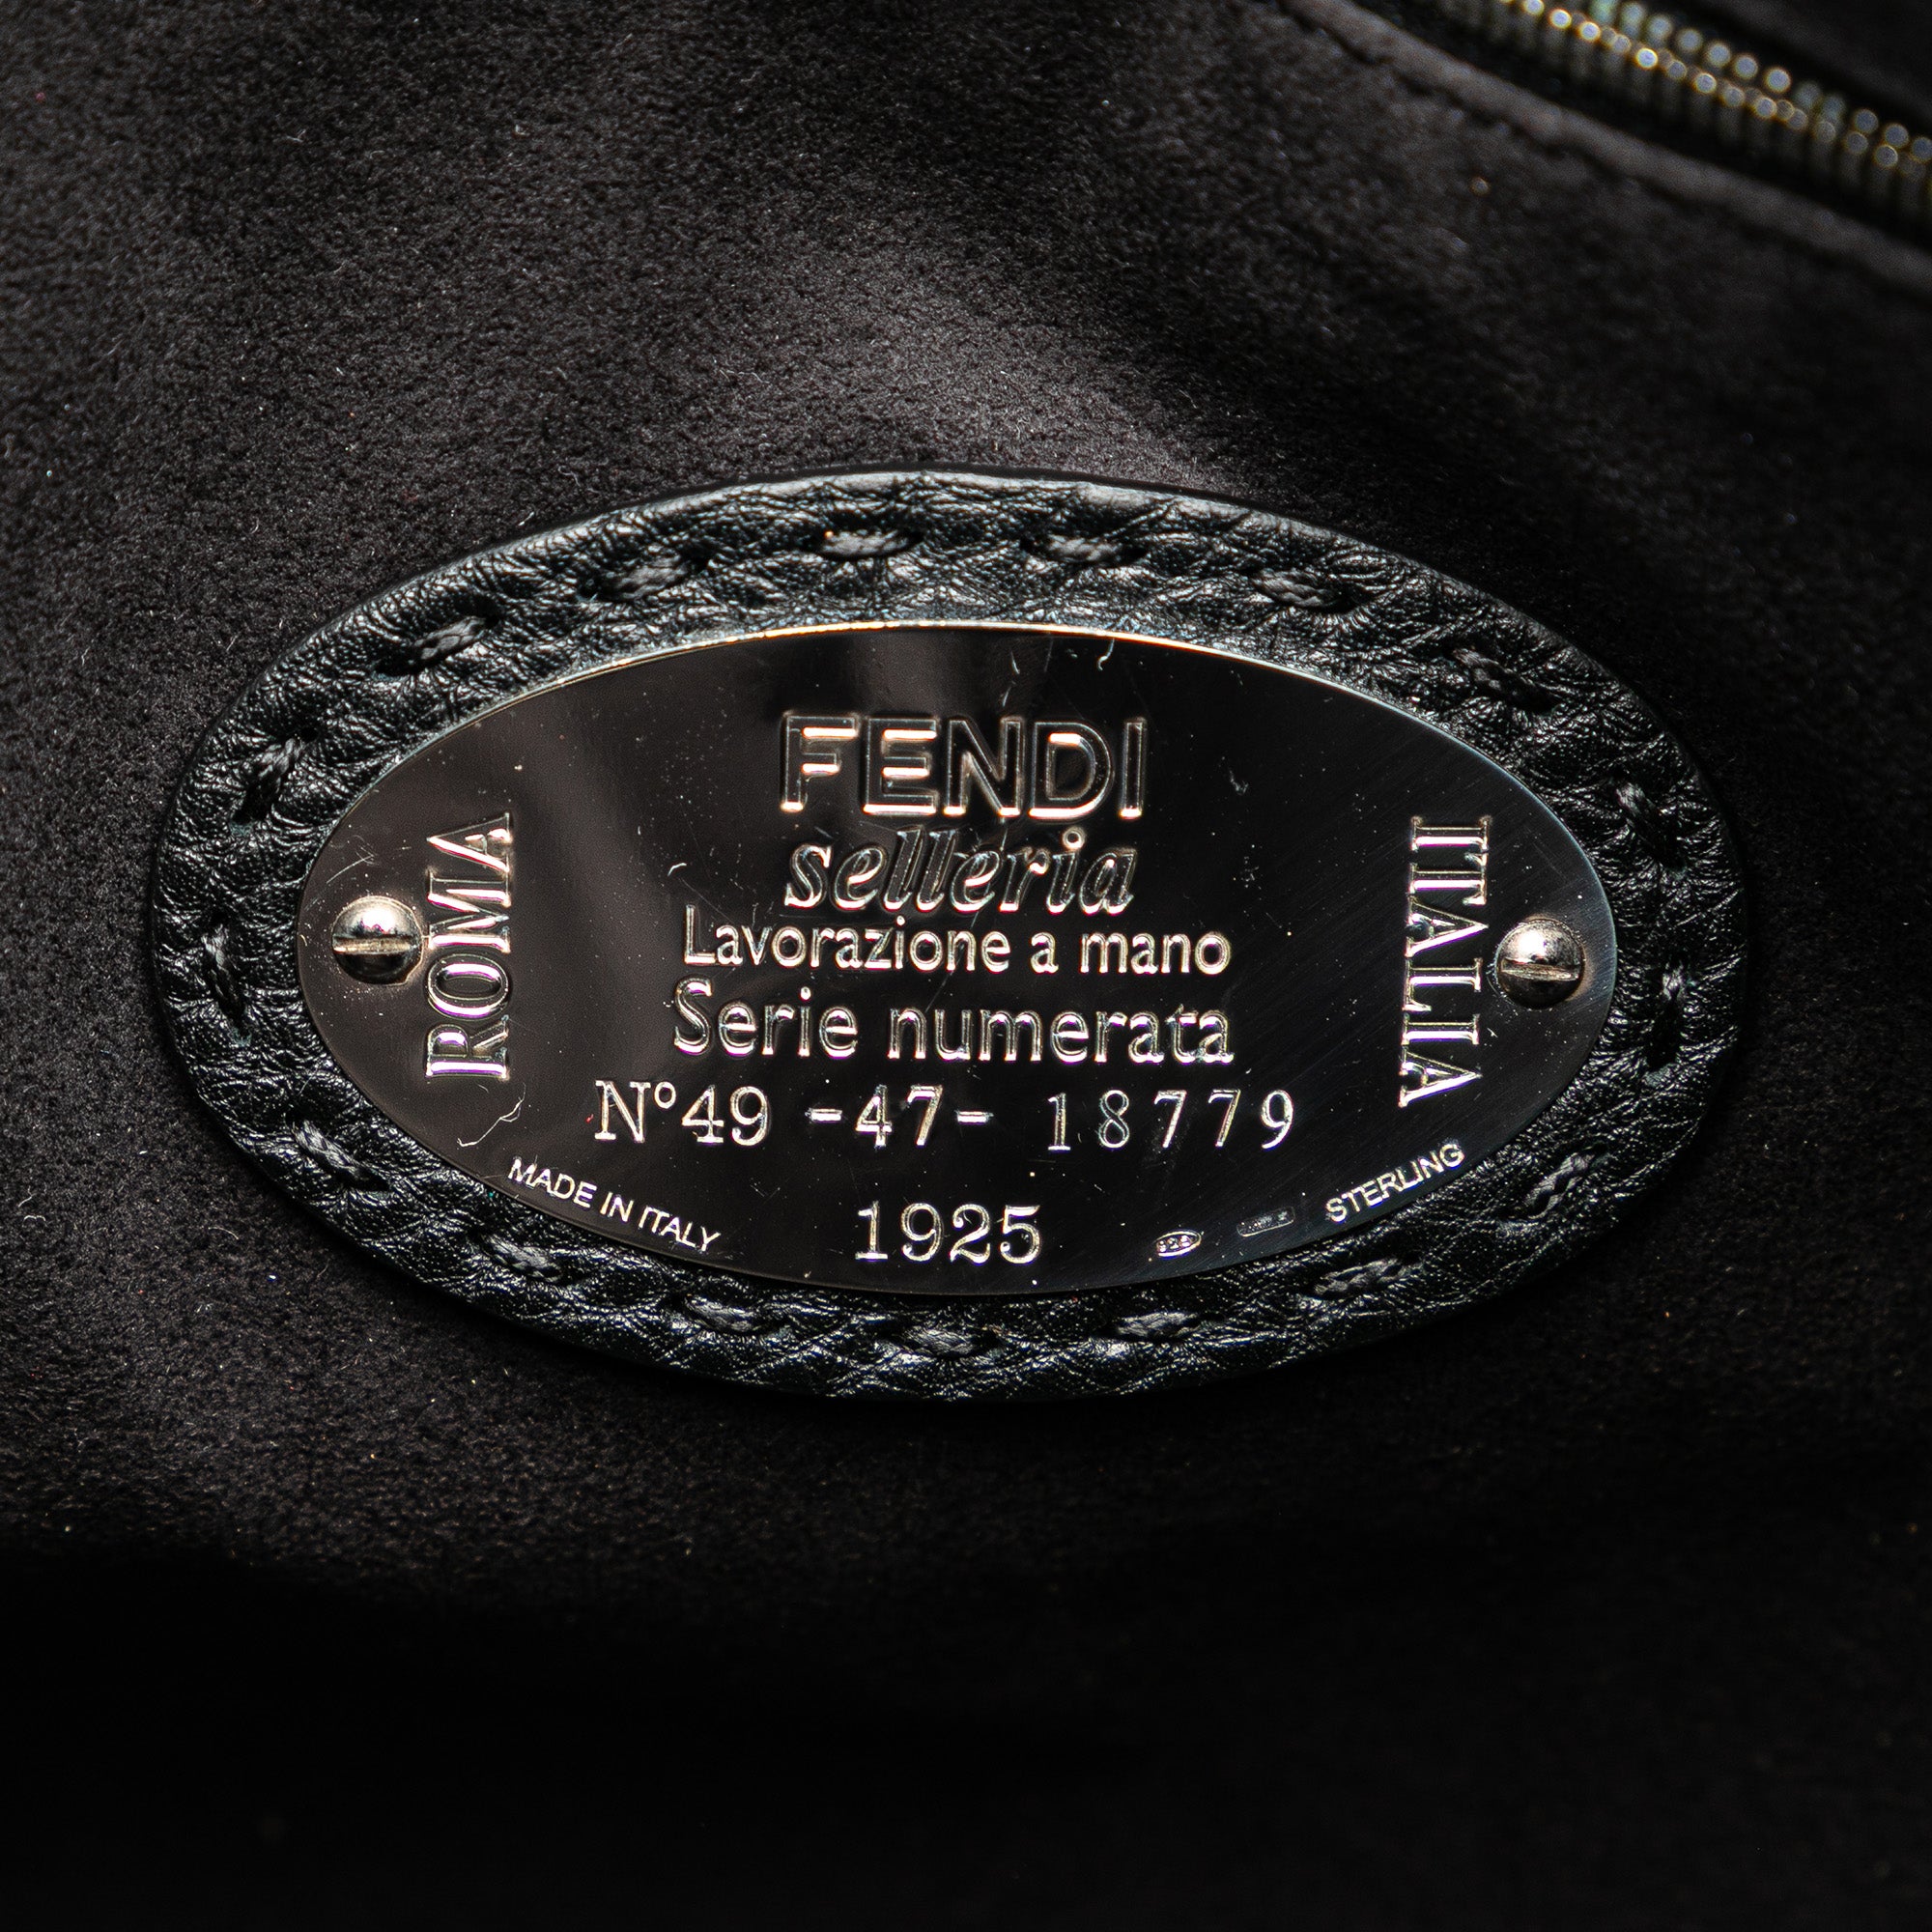 FENDI
selleria
Lavorazione a mano
Serie numerata
N°49 -47- 18779
1925
ROMA
ITALIA
MADE IN ITALY
STERLING